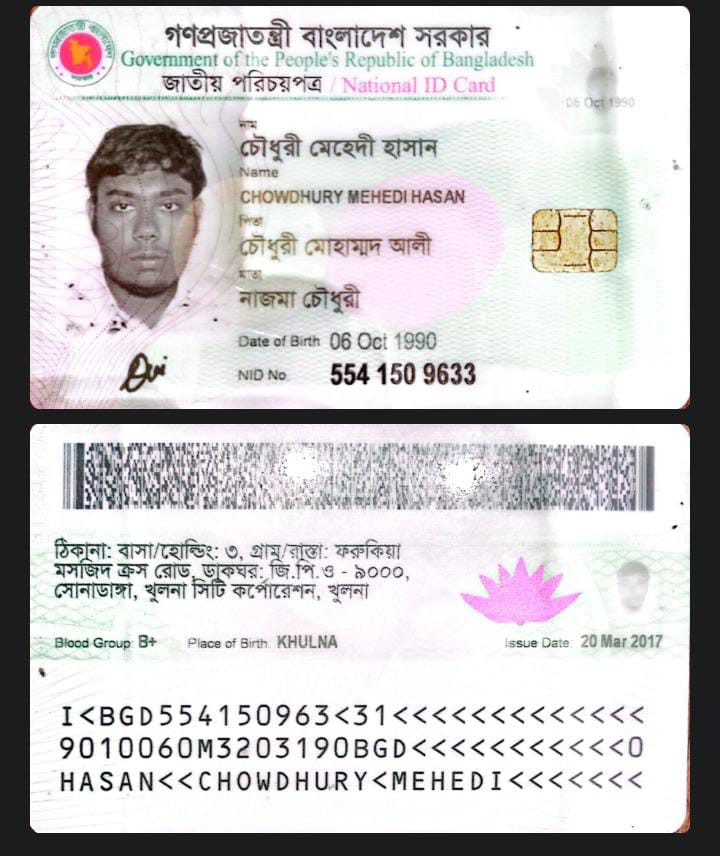 গণপ্রজাতন্ত্রী বাংলাদেশ সরকার
Government of the People's Republic of Bangladesh
জাতীয় পরিচয়পত্র / National ID Card
06 Oct 1990
নাম
চৌধুরী মেহেদী হাসান
Name
CHOWDHURY MEHEDI HASAN
পিতা
চৌধুরী মোহাম্মদ আলী
মাতা
নাজমা চৌধুরী
Date of Birth 06 Oct 1990
NID No. 554 150 9633
ঠিকানা: বাসা/হোল্ডিং: ৩, গ্রাম/রাস্তা: ফরুকিয়া
মসজিদ ক্রস রোড, ডাকঘর: জি.পি.ও - ৯০০০,
সোনাডাঙ্গা, খুলনা সিটি কর্পোরেশন, খুলনা
Blood Group: B+ Place of Birth: KHULNA Issue Date: 20 Mar 2017
I<BGD554150963<31<<<<<<<<<<<<<
9010060M3203190BGD<<<<<<<<<<<0
HASAN<<CHOWDHURY<MEHEDI<<<<<<<